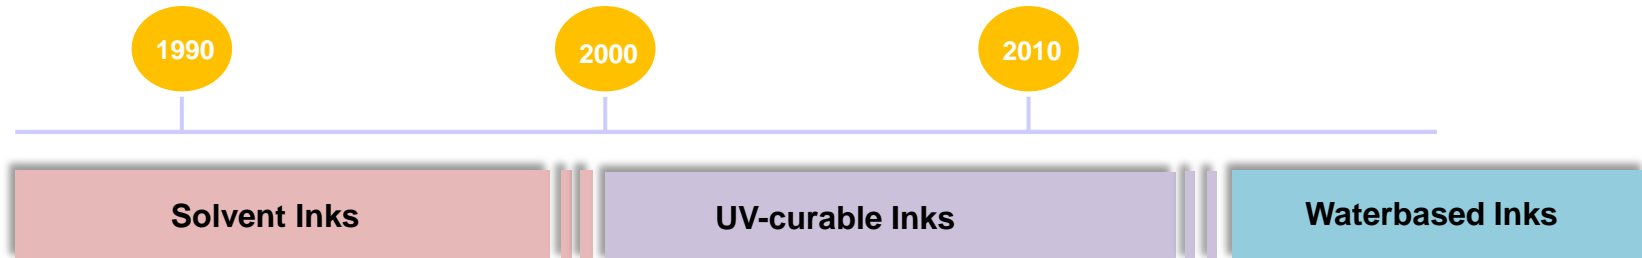 1990
2000
2010
Solvent Inks
UV-curable Inks
Waterbased Inks